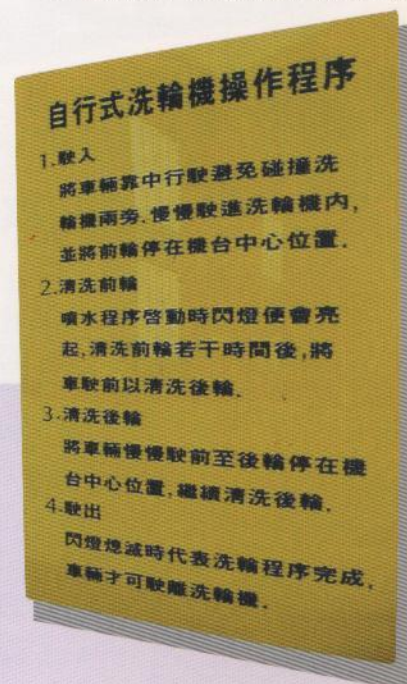 自行式洗輪機操作程序
1.駛入
將車輛靠中行駛避免碰撞洗
輪機兩旁.慢慢駛進洗輪機內,
並將前輪停在機台中心位置.
2.清洗前輪
噴水程序啓動時閃燈便會亮
起,清洗前輪若干時間後,將
車駛前以清洗後輪.
3.清洗後輪
將車輛慢慢駛前至後輪停在機
台中心位置,繼續清洗後輪.
4.駛出
閃燈熄滅時代表洗輪程序完成,
車輛才可駛離洗輪機.